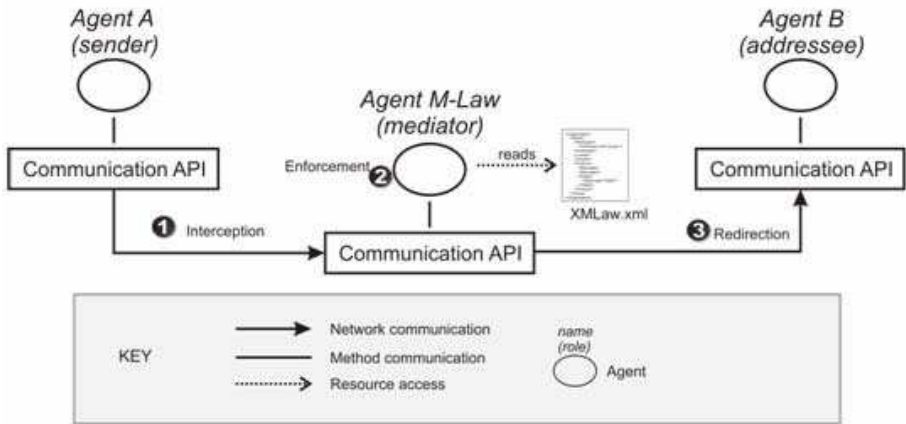 Agent A
(sender)
Agent B
(addressee)
Agent M-Law
(mediator)
Communication API
Enforcement
2
reads
Communication API
XMLaw.xml
1 Interception
3 Redirection
Communication API
KEY
Network communication
Method communication
Resource access
name
(role)
Agent